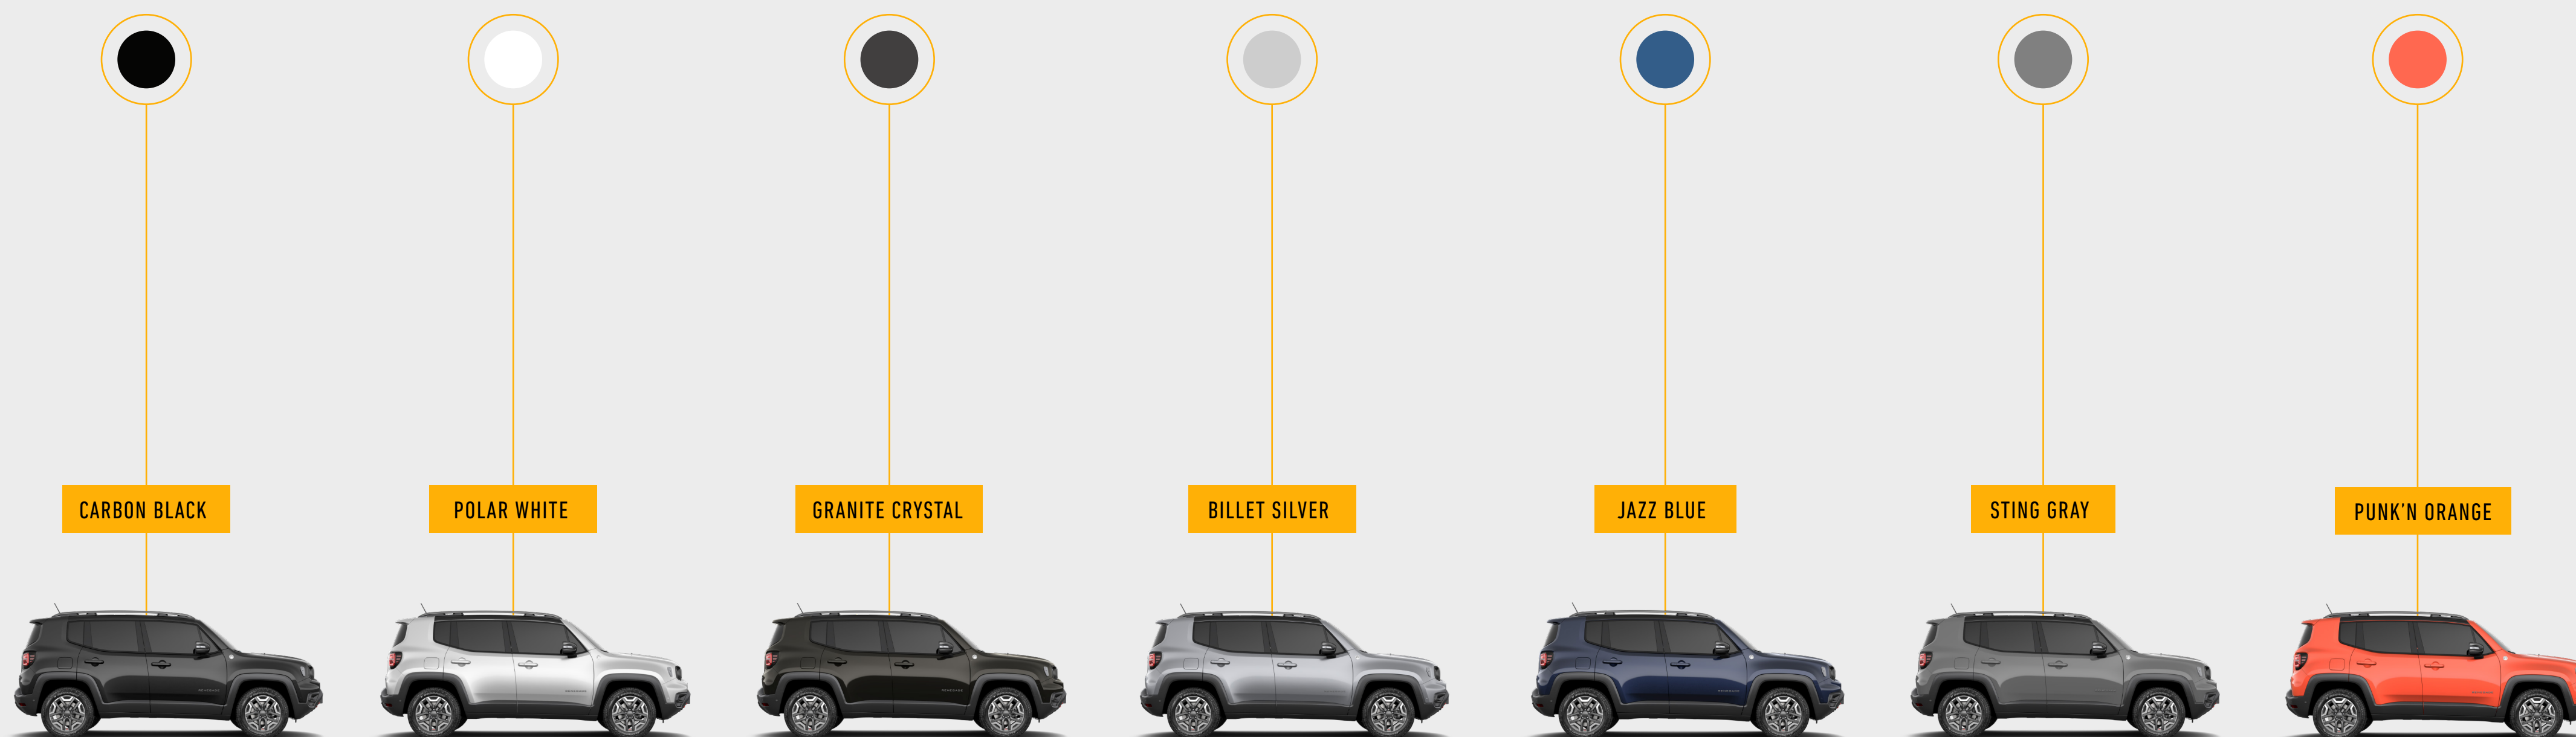 CARBON BLACK
POLAR WHITE
GRANITE CRYSTAL
BILLET SILVER
JAZZ BLUE
STING GRAY
PUNK’N ORANGE